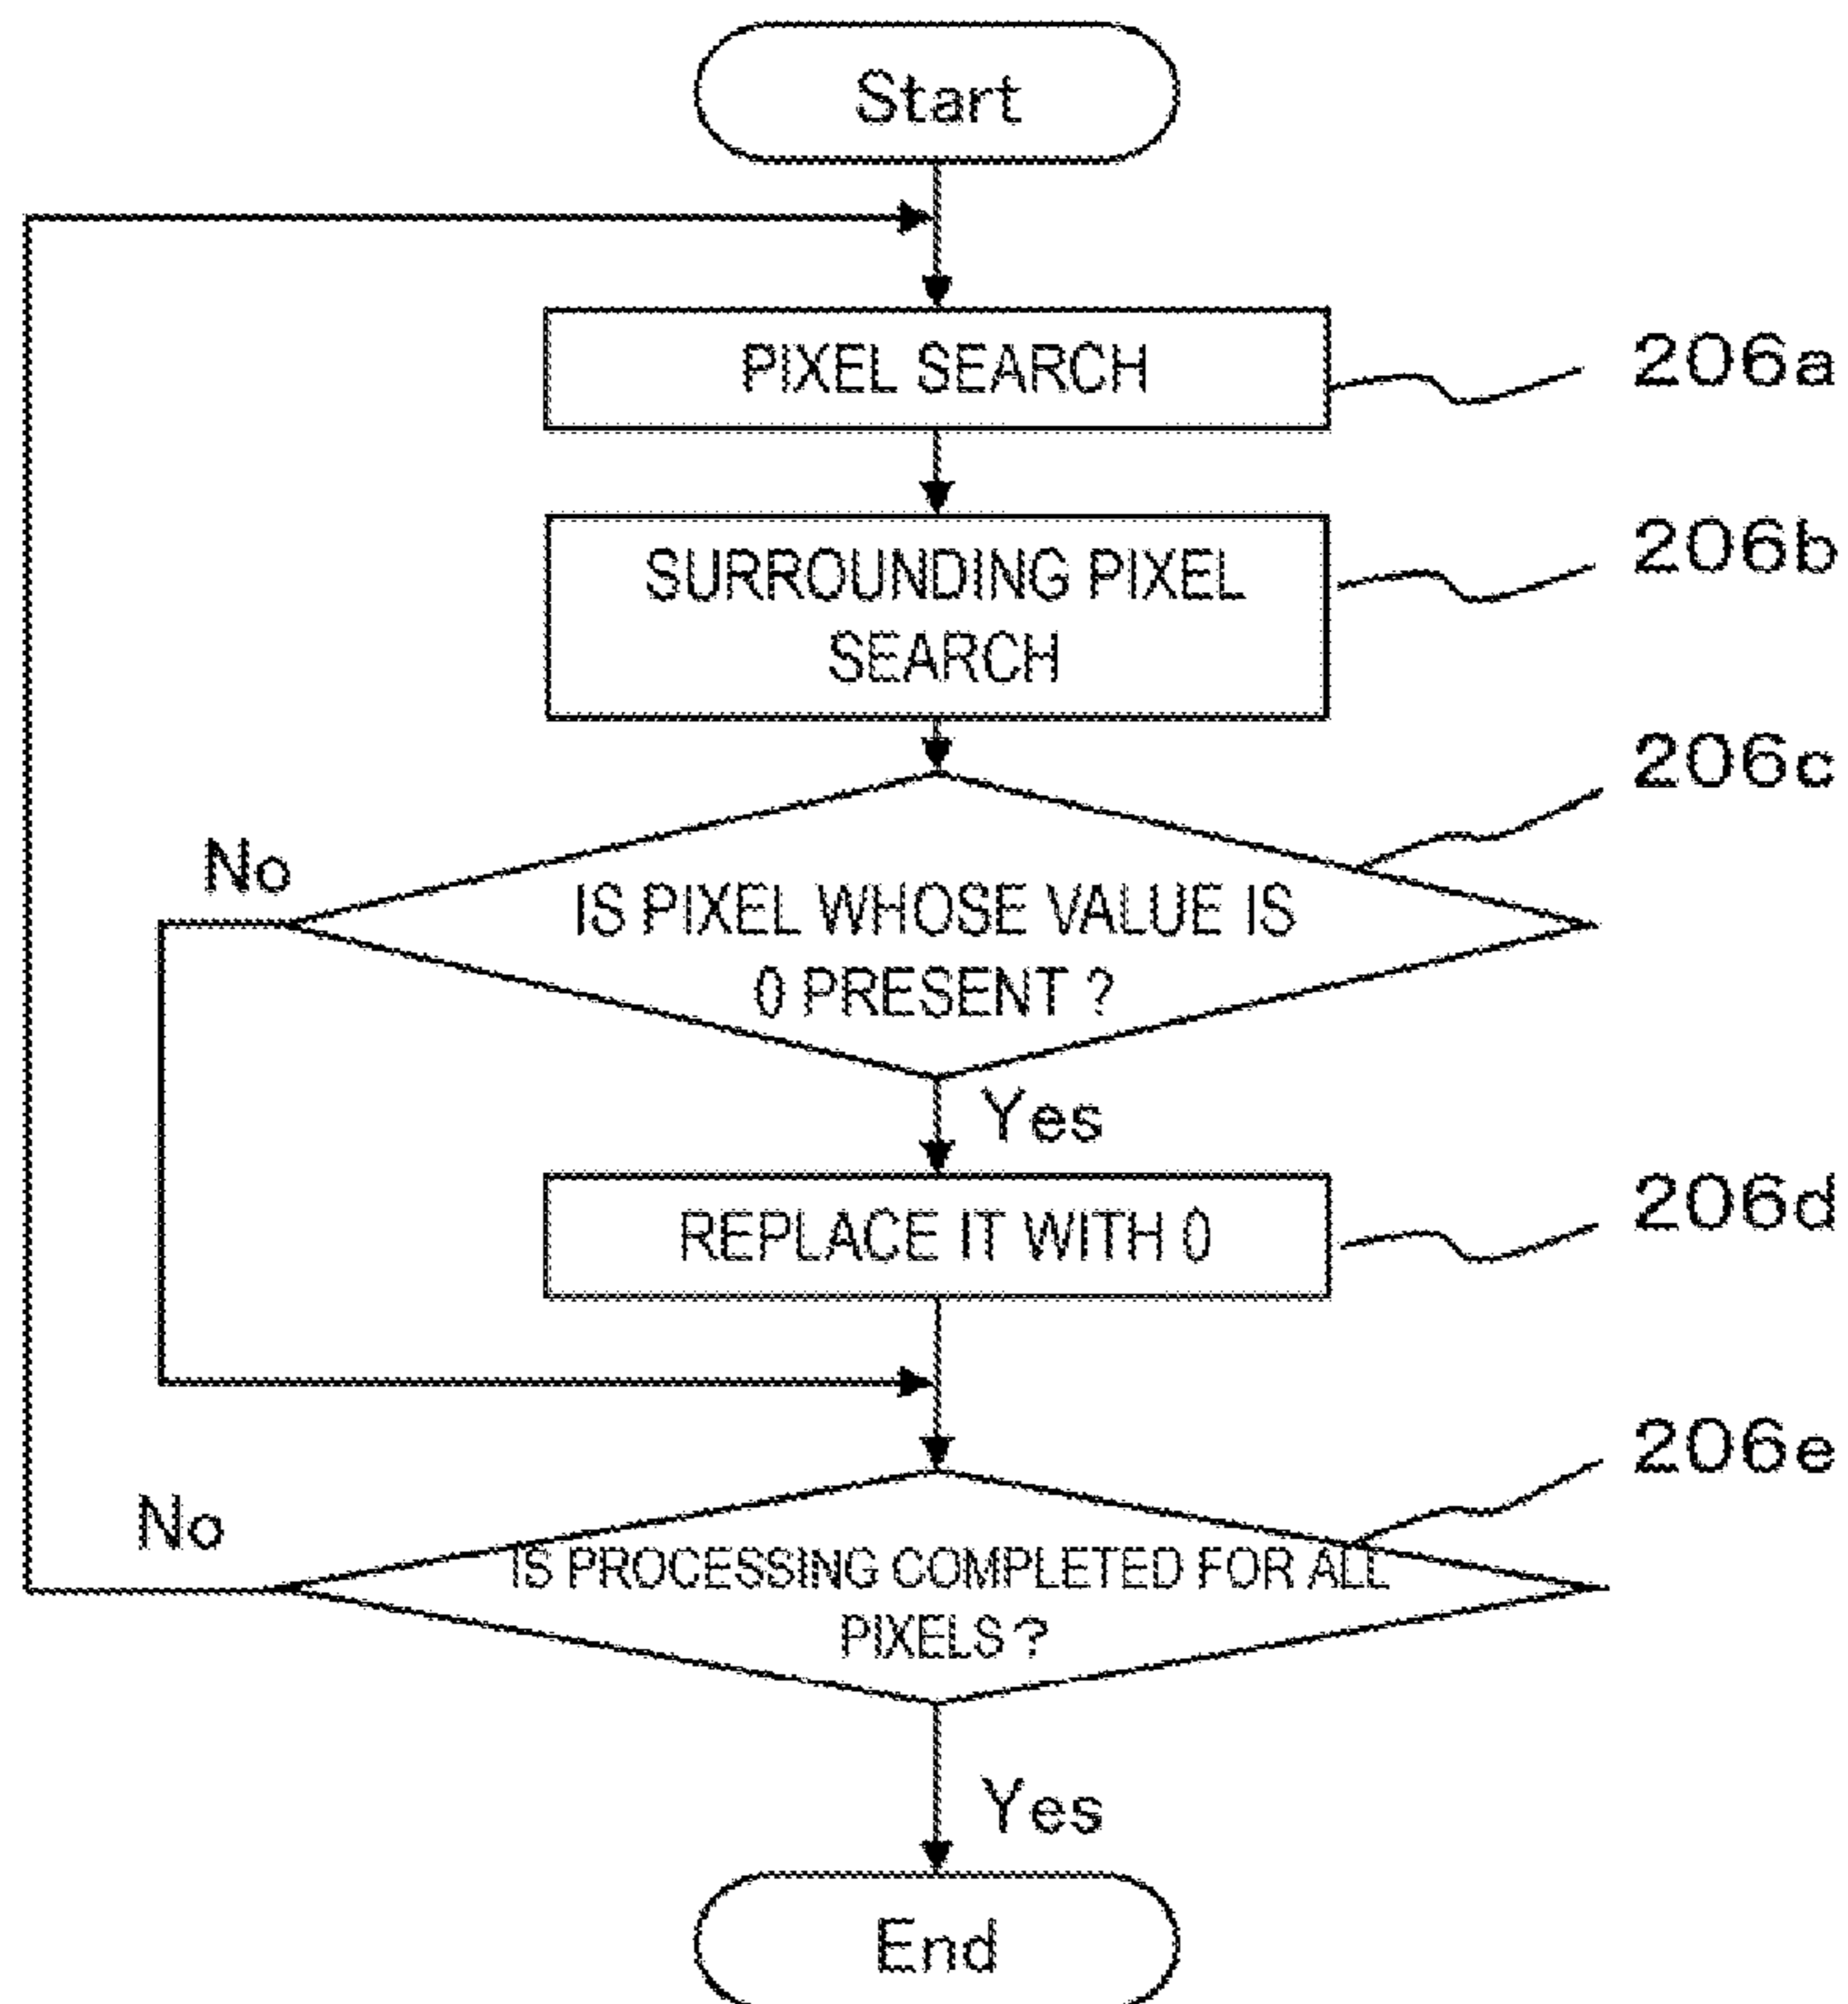 Start
PIXEL SEARCH
206a
SURROUNDING PIXEL
SEARCH
206b
206c
No
IS PIXEL WHOSE VALUE IS
0 PRESENT ?
Yes
REPLACE IT WITH 0
206d
206e
No
IS PROCESSING COMPLETED FOR ALL
PIXELS ?
Yes
End